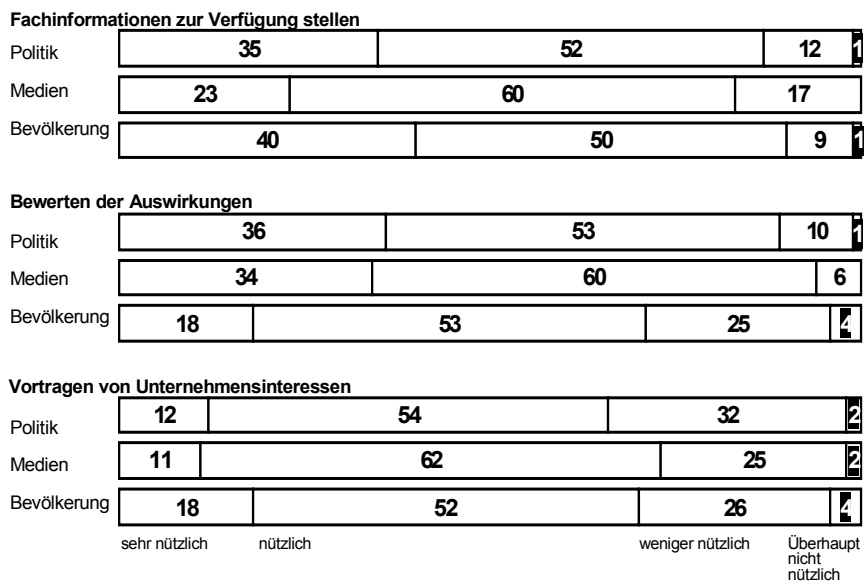 Fachinformationen zur Verfügung stellen
Politik 35 52 12 1
Medien 23 60 17
Bevölkerung 40 50 9 1
Bewerten der Auswirkungen
Politik 36 53 10 1
Medien 34 60 6
Bevölkerung 18 53 25 4
Vortragen von Unternehmensinteressen
Politik 12 54 32 2
Medien 11 62 25 2
Bevölkerung 18 52 26 4
sehr nützlich nützlich weniger nützlich Überhaupt
nicht
nützlich